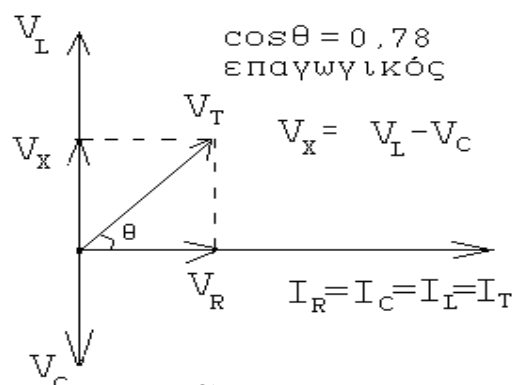 V_L
cosθ = 0,78
επαγωγικός
V_T
V_X = V_L - V_C
V_X
θ
V_R
I_R=I_C=I_L=I_T
V_C